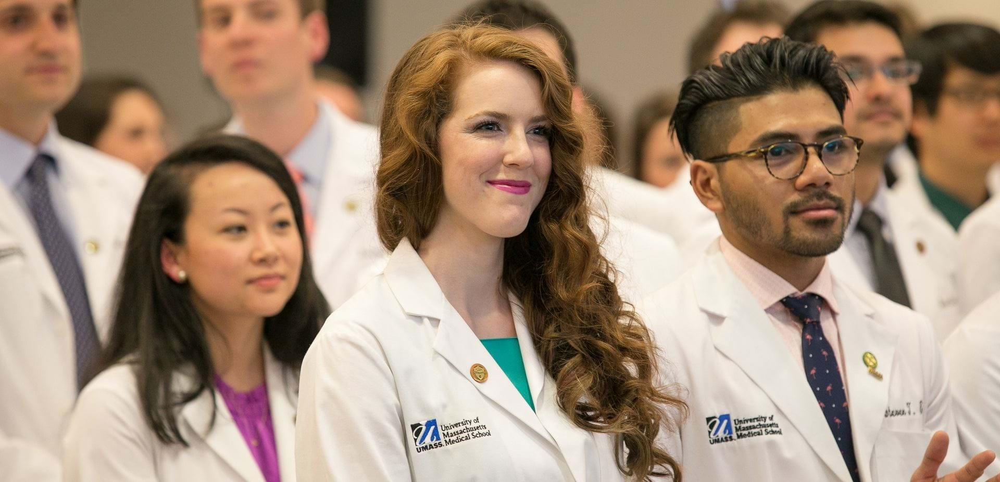 University of
Massachusetts
UMASS. Medical School
University of
Massachusetts
UMASS. Medical School